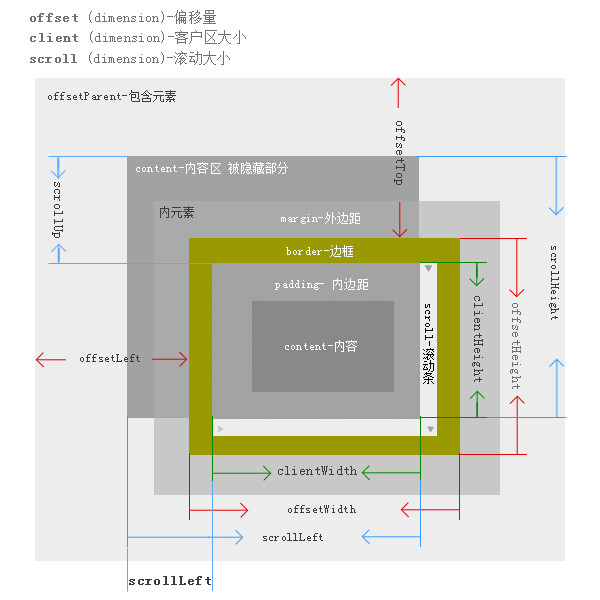 offset (dimension)-偏移量
client (dimension)-客户区大小
scroll (dimension)-滚动大小
offsetParent-包含元素
offsetTop
content-内容区 被隐藏部分
scrollUp
内元素
margin-外边距
border-边框
scrollHeight
padding- 内边距
clientHeight
offsetHeight
scroll-滚动条
content-内容
offsetLeft
clientWidth
offsetWidth
scrollLeft
scrollLeft